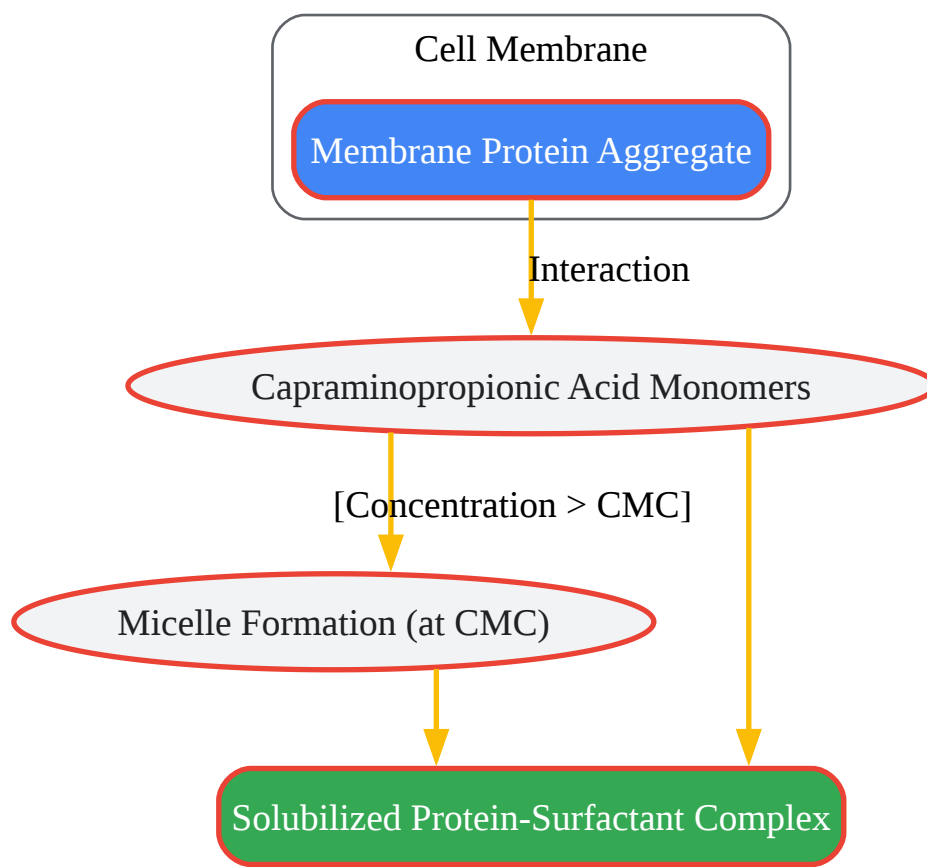 Cell Membrane
Membrane Protein Aggregate
Interaction
Capraminopropionic Acid Monomers
[Concentration > CMC]
Micelle Formation (at CMC)
Solubilized Protein-Surfactant Complex